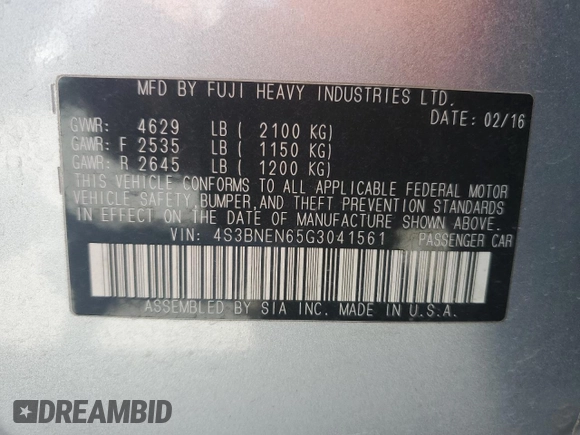 MFD BY FUJI HEAVY INDUSTRIES LTD.
DATE: 02/16
GVWR: 4629 LB ( 2100 KG)
GAWR: F 2535 LB ( 1150 KG)
GAWR: R 2645 LB ( 1200 KG)
THIS VEHICLE CONFORMS TO ALL APPLICABLE FEDERAL MOTOR
VEHICLE SAFETY, BUMPER, AND THEFT PREVENTION STANDARDS
IN EFFECT ON THE DATE OF MANUFACTURE SHOWN ABOVE.
VIN: 4S3BNEN65G3041561 PASSENGER CAR
ASSEMBLED BY SIA INC. MADE IN U.S.A.
DREAMBID